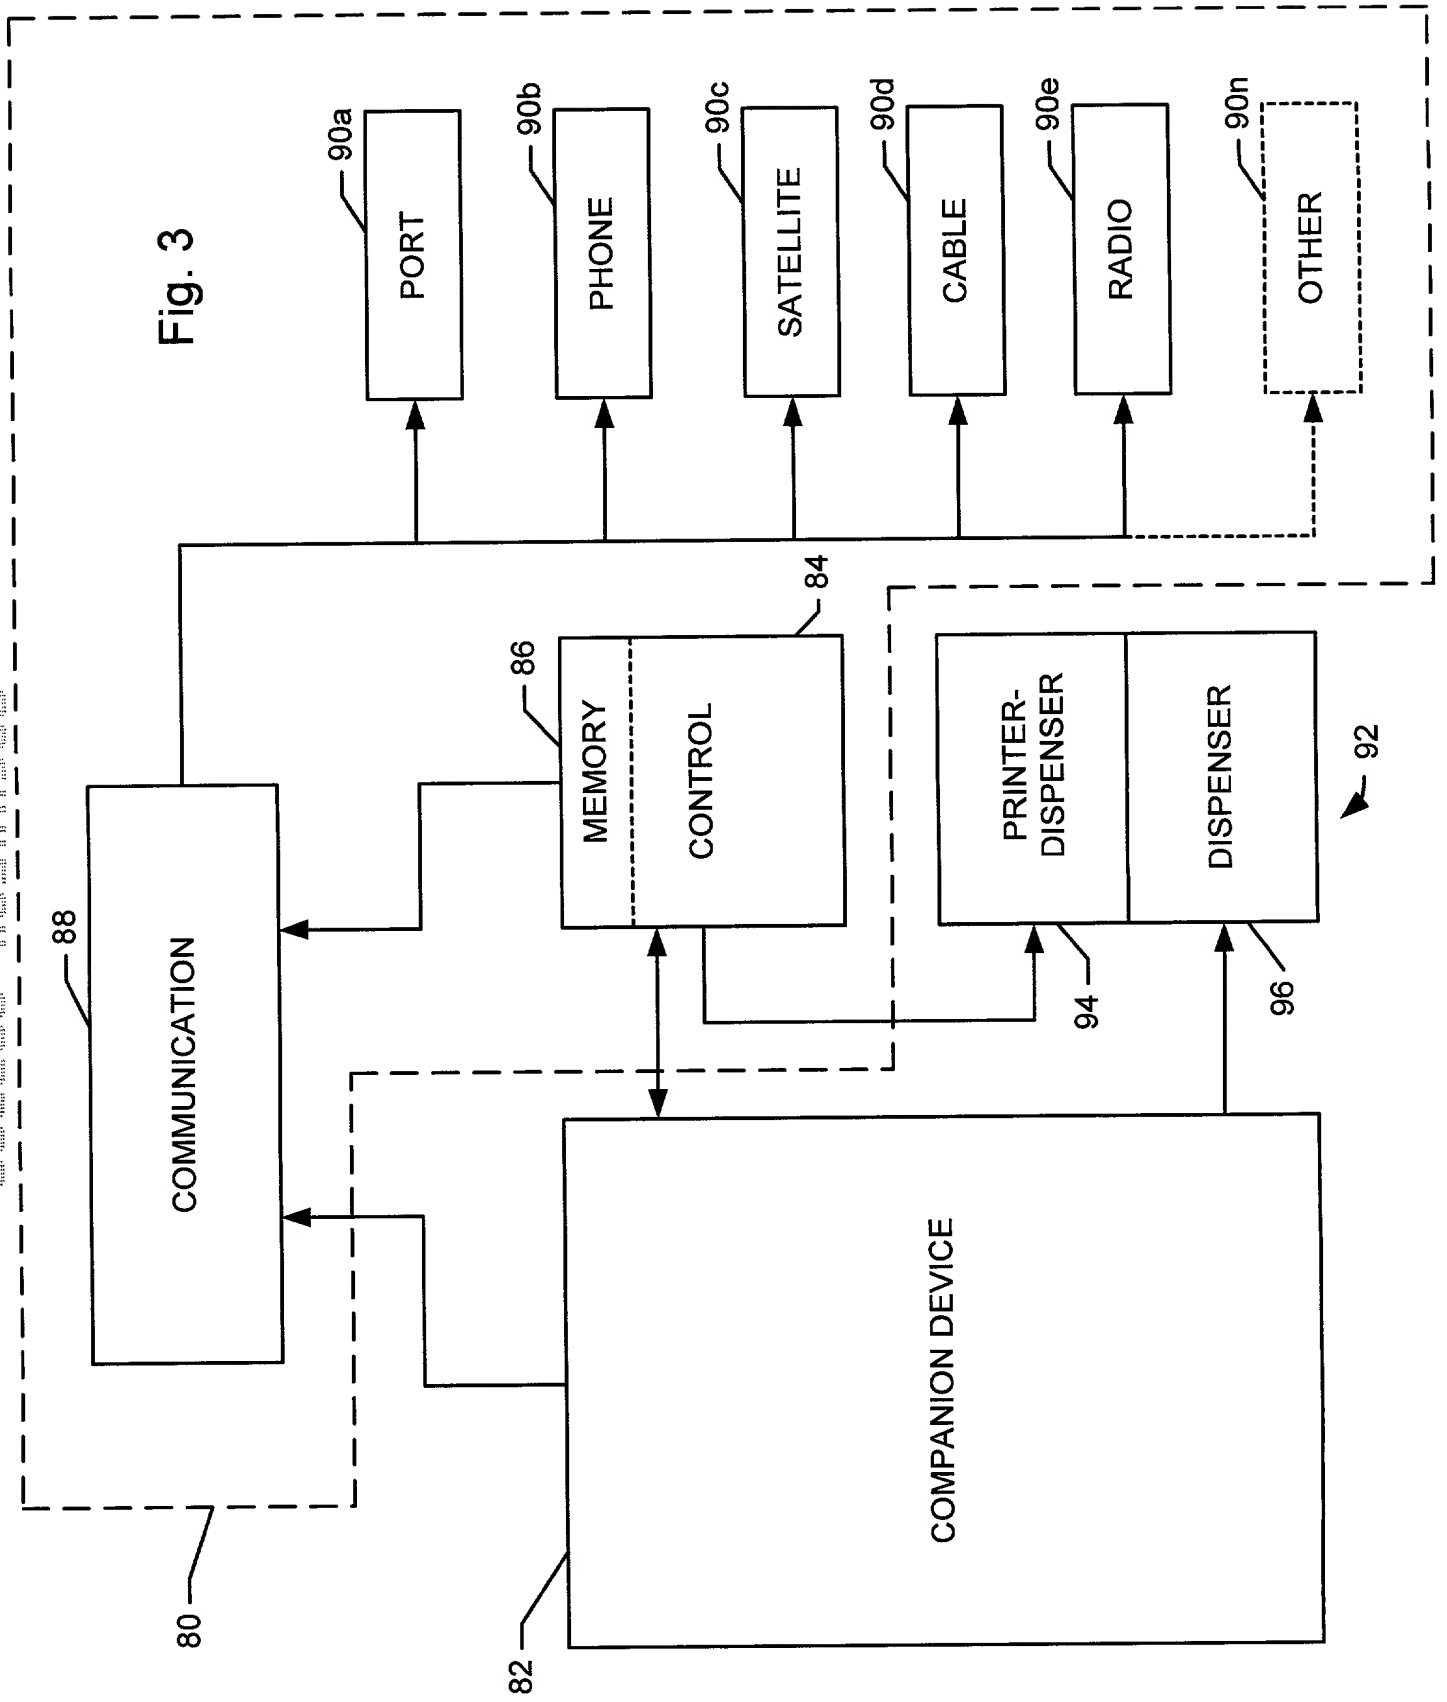 Fig. 3
80
88
COMMUNICATION
90a
PORT
90b
PHONE
90c
SATELLITE
90d
CABLE
90e
RADIO
90n
OTHER
86
MEMORY
CONTROL
84
82
COMPANION DEVICE
PRINTER-
DISPENSER
94
DISPENSER
96
92